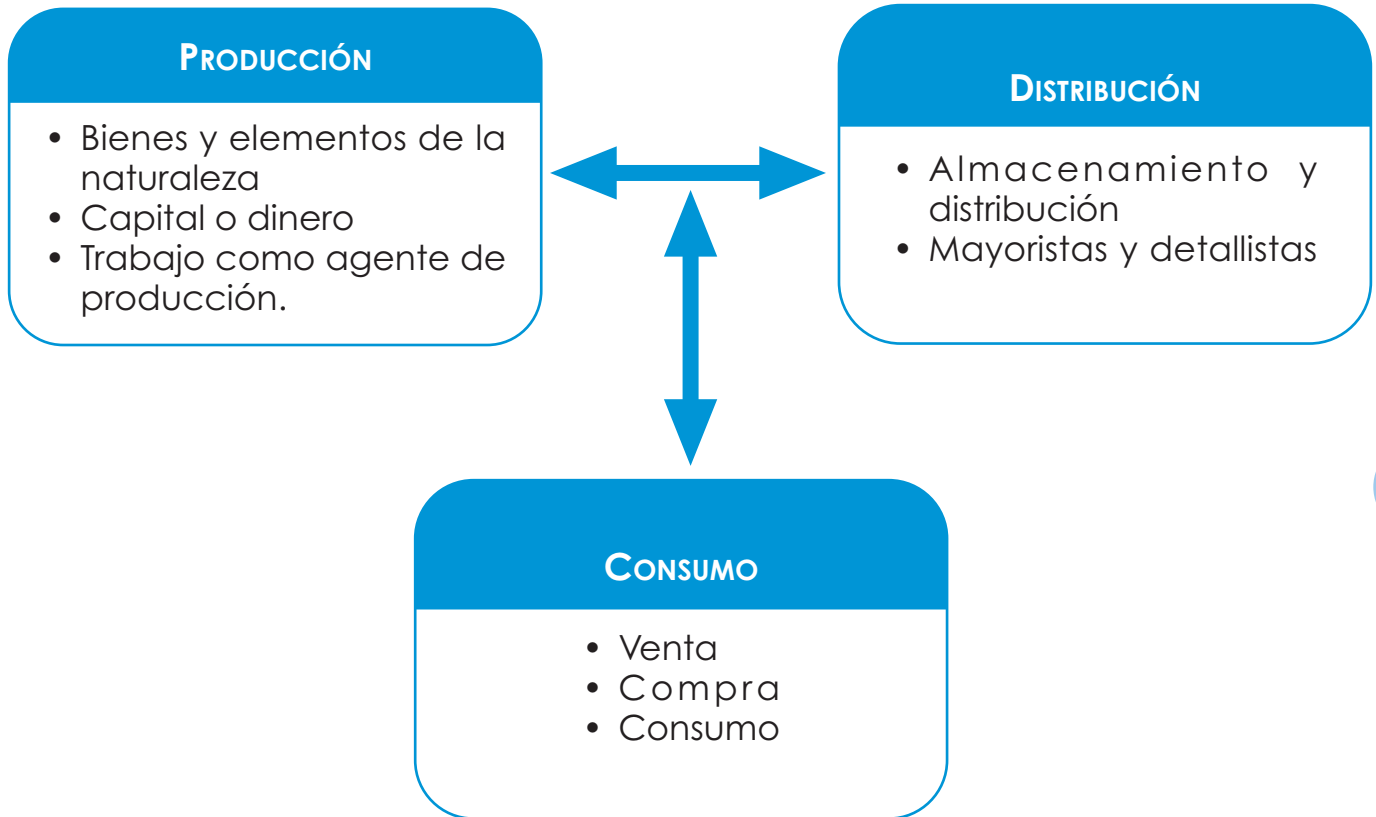 Producción
• Bienes y elementos de la
naturaleza
• Capital o dinero
• Trabajo como agente de
producción.
Distribución
• Almacenamiento y
distribución
• Mayoristas y detallistas
Consumo
• Venta
• Compra
• Consumo